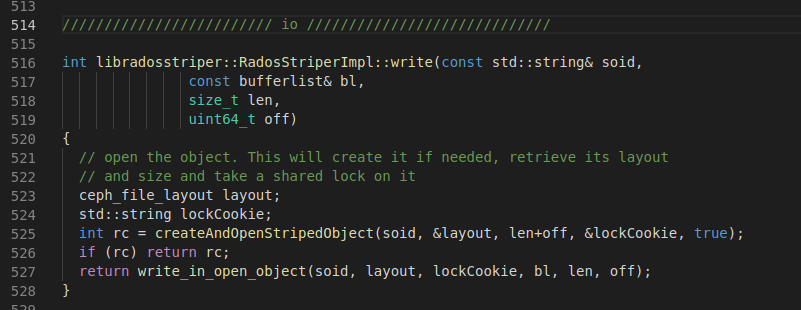 513
514 ///////////////////////// io /////////////////////////////
515
516 int libradosstriper::RadosStriperImpl::write(const std::string& soid,
517 const bufferlist& bl,
518 size_t len,
519 uint64_t off)
520 {
521 // open the object. This will create it if needed, retrieve its layout
522 // and size and take a shared lock on it
523 ceph_file_layout layout;
524 std::string lockCookie;
525 int rc = createAndOpenStripedObject(soid, &layout, len+off, &lockCookie, true);
526 if (rc) return rc;
527 return write_in_open_object(soid, layout, lockCookie, bl, len, off);
528 }
529